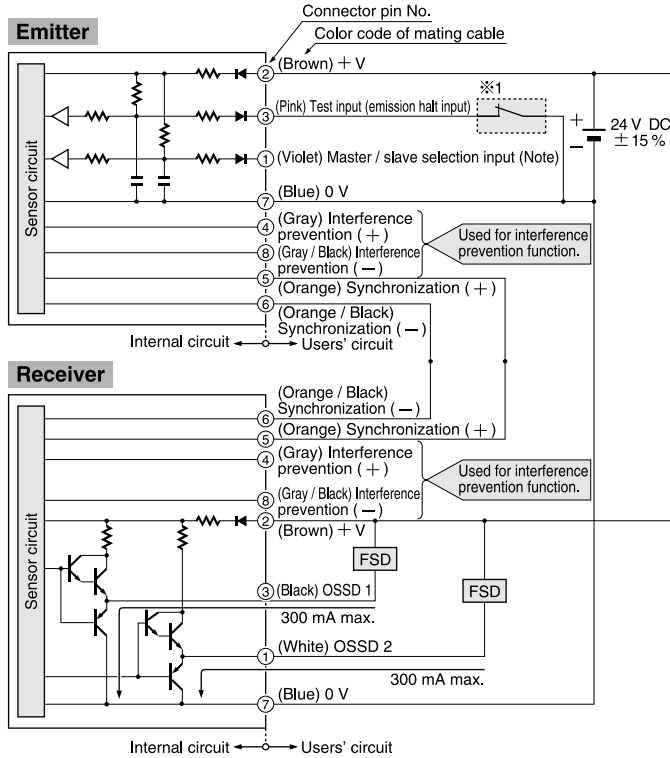 Connector pin No.
Color code of mating cable
Emitter
Sensor circuit
2 (Brown) + V
※1
3 (Pink) Test input (emission halt input)
+
−
24 V DC
± 15 %
1 (Violet) Master / slave selection input (Note)
7 (Blue) 0 V
4 (Gray) Interference
prevention ( + )
8 (Gray / Black) Interference
prevention ( − )
Used for interference
prevention function.
5 (Orange) Synchronization ( + )
6 (Orange / Black)
Synchronization ( − )
Internal circuit
Users' circuit
Receiver
Sensor circuit
(Orange / Black)
6 Synchronization ( − )
5 (Orange) Synchronization ( + )
4 (Gray) Interference
prevention ( + )
8 (Gray / Black) Interference
prevention ( − )
Used for interference
prevention function.
2 (Brown) + V
FSD
FSD
3 (Black) OSSD 1
300 mA max.
1 (White) OSSD 2
300 mA max.
7 (Blue) 0 V
Internal circuit
Users' circuit